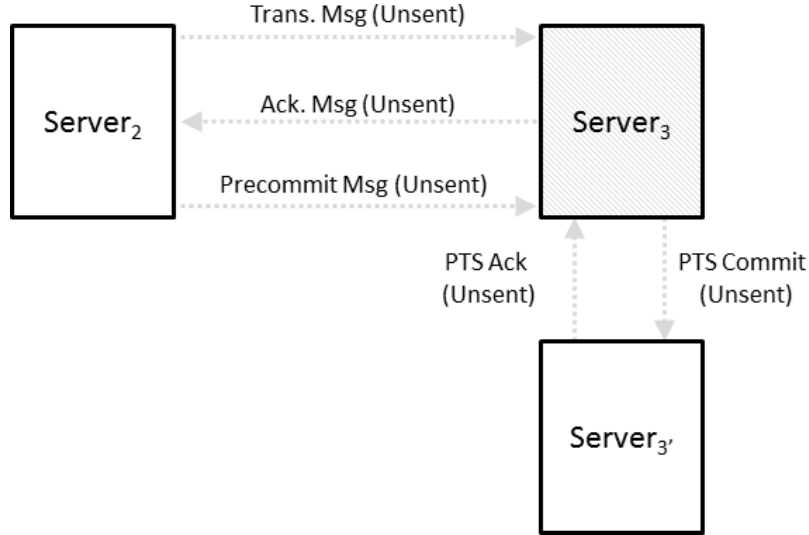 Trans. Msg (Unsent)
Server₂
Ack. Msg (Unsent)
Server₃
Precommit Msg (Unsent)
PTS Ack
(Unsent)
PTS Commit
(Unsent)
Server₃'